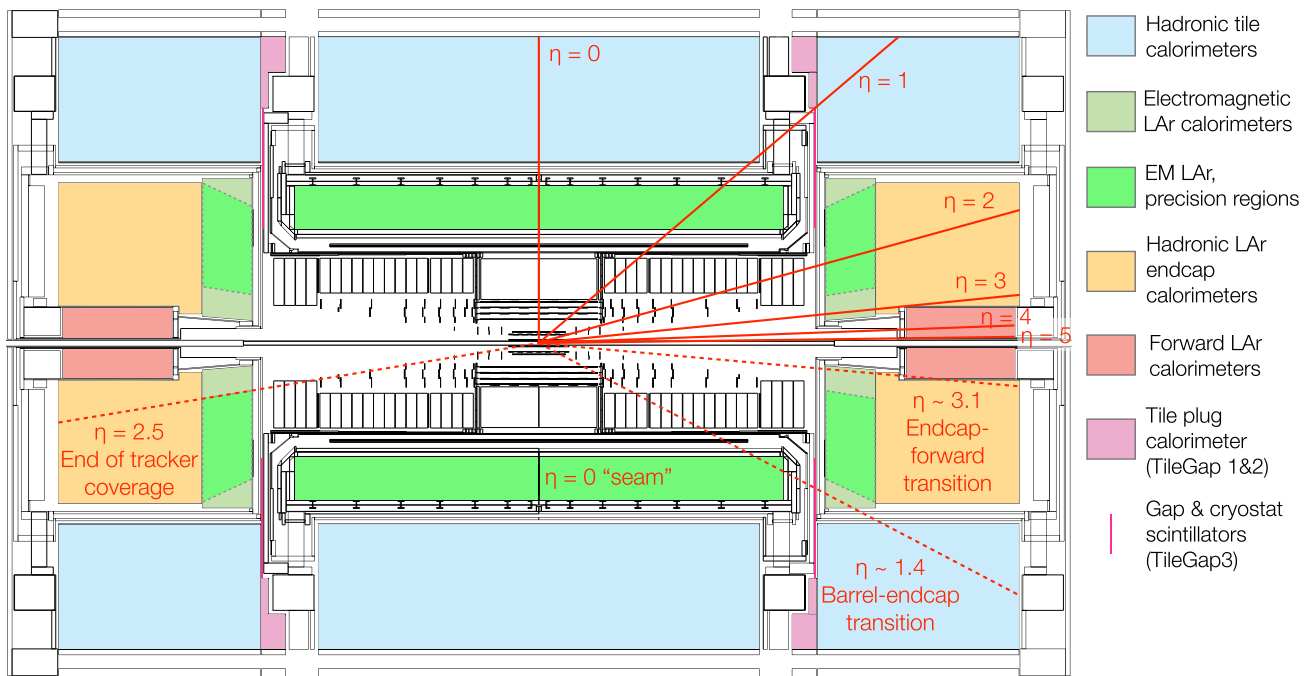 η = 0
η = 1
η = 2
η = 3
η = 4
η = 5
η = 2.5
End of tracker
coverage
η = 0 “seam”
η ~ 3.1
Endcap-
forward
transition
η ~ 1.4
Barrel-endcap
transition
Hadronic tile
calorimeters
Electromagnetic
LAr calorimeters
EM LAr,
precision regions
Hadronic LAr
endcap
calorimeters
Forward LAr
calorimeters
Tile plug
calorimeter
(TileGap 1&2)
Gap & cryostat
scintillators
(TileGap3)